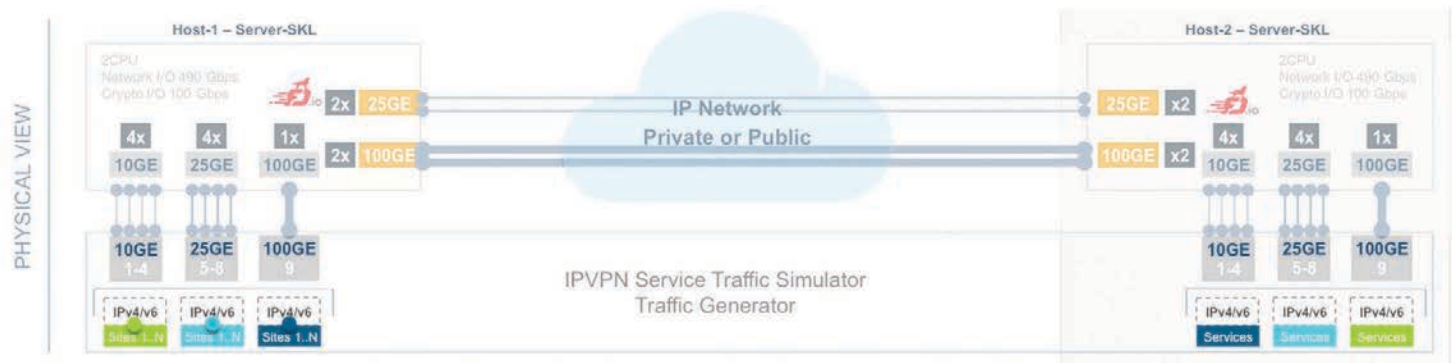 PHYSICAL VIEW
Host-1 – Server-SKL
2CPU
Network I/O 490 Gbps
Crypto I/O 100 Gbps
.io
2x 25GE
2x 100GE
4x 4x 1x
10GE 25GE 100GE
IP Network
Private or Public
Host-2 – Server-SKL
2CPU
Network I/O 490 Gbps
Crypto I/O 100 Gbps
.io
25GE x2
100GE x2
4x 4x 1x
10GE 25GE 100GE
10GE 25GE 100GE
1-4 5-8 9
IPv4/v6 IPv4/v6 IPv4/v6
Sites 1..N Sites 1..N Sites 1..N
IPVPN Service Traffic Simulator
Traffic Generator
10GE 25GE 100GE
1-4 5-8 9
IPv4/v6 IPv4/v6 IPv4/v6
Services Services Services